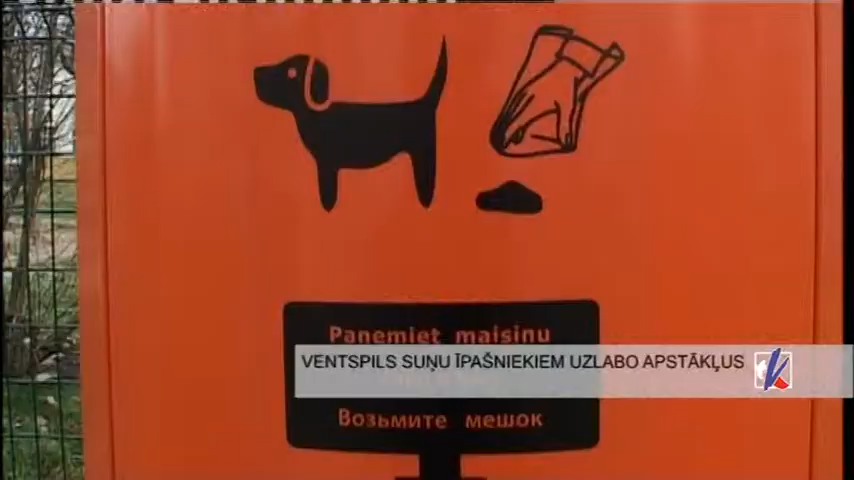 Panemiet maisiņu
VENTSPILS SUŅU ĪPAŠNIEKIEM UZLABO APSTĀKĻUS
Возьмите мешок